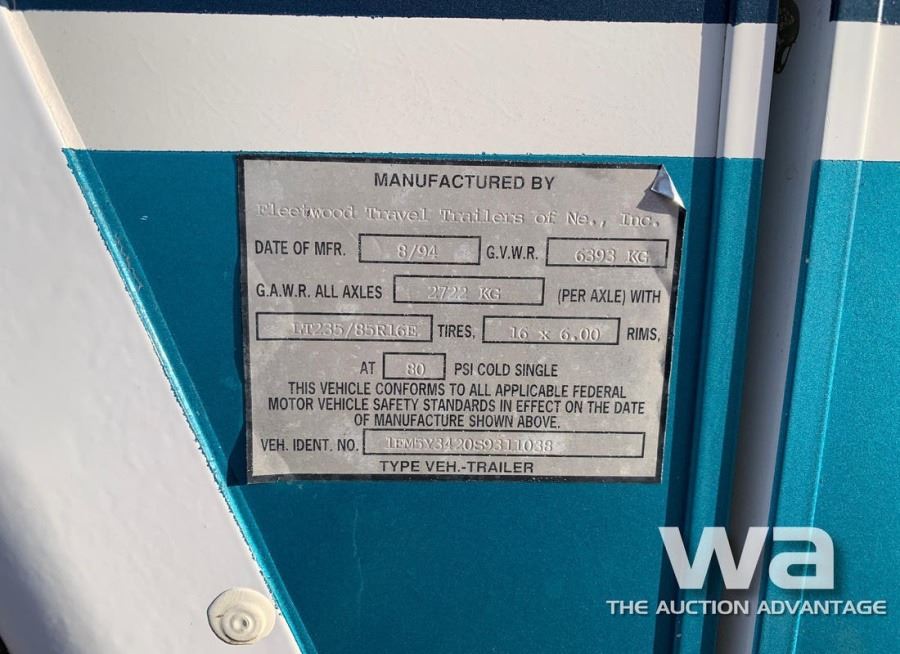 MANUFACTURED BY
Fleetwood Travel Trailers of Ne., Inc.
DATE OF MFR. 8/94 G.V.W.R. 6393 KG
G.A.W.R. ALL AXLES 2722 KG (PER AXLE) WITH
LT235/85R16E TIRES, 16 x 6.00 RIMS,
AT 80 PSI COLD SINGLE
THIS VEHICLE CONFORMS TO ALL APPLICABLE FEDERAL
MOTOR VEHICLE SAFETY STANDARDS IN EFFECT ON THE DATE
OF MANUFACTURE SHOWN ABOVE.
VEH. IDENT. NO. 1EM5Y3420S9311038
TYPE VEH.-TRAILER
wa
THE AUCTION ADVANTAGE